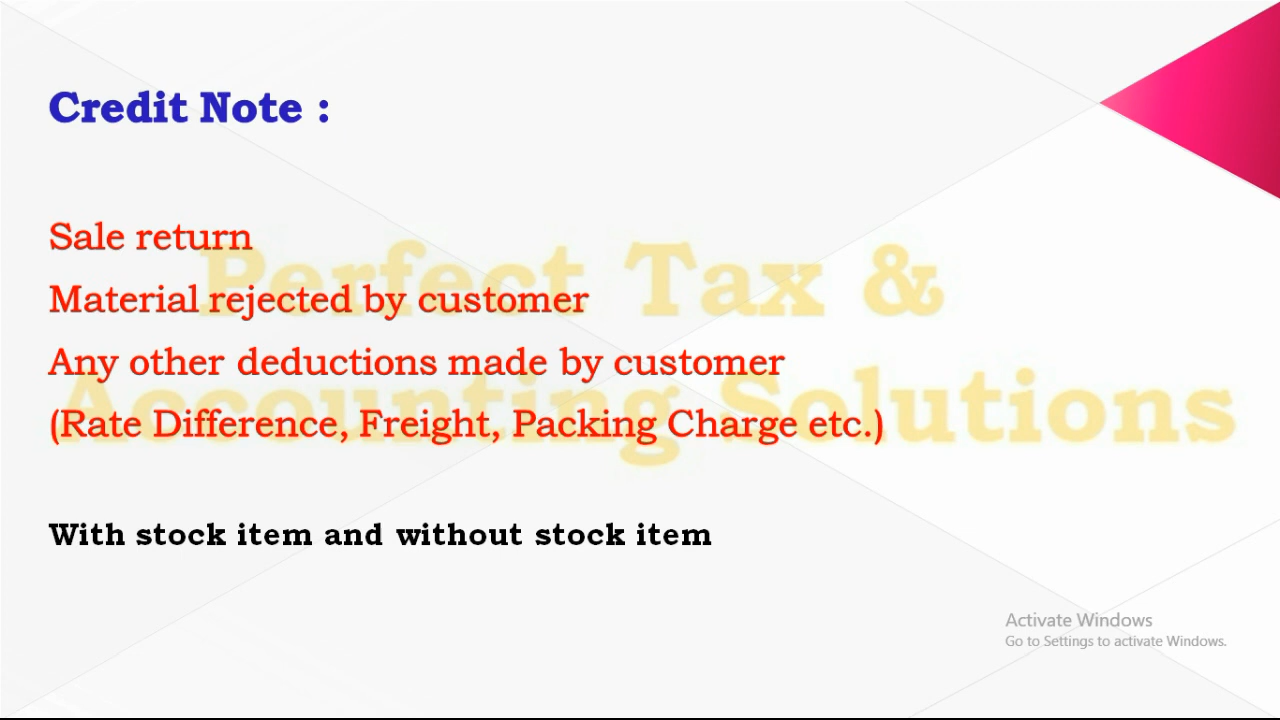 Credit Note :
Sale return
Perfect Tax &
Material rejected by customer
Any other deductions made by customer
Accounting Solutions
(Rate Difference, Freight, Packing Charge etc.)
With stock item and without stock item
Activate Windows
Go to Settings to activate Windows.